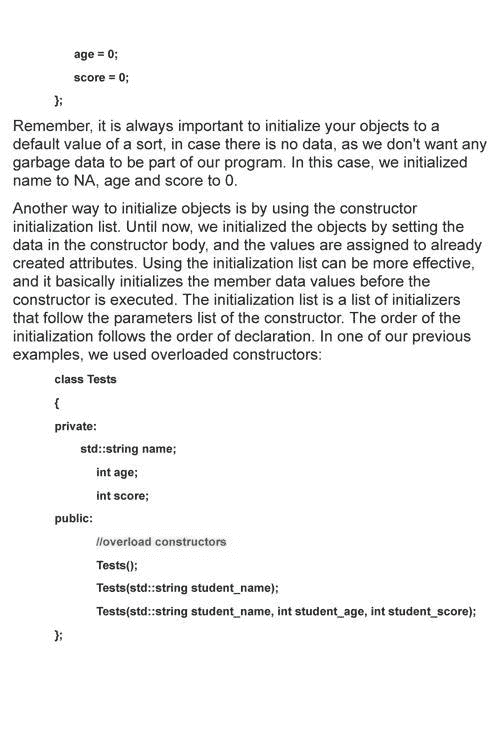 age = 0;
score = 0;
};
Remember, it is always important to initialize your objects to a
default value of a sort, in case there is no data, as we don't want any
garbage data to be part of our program. In this case, we initialized
name to NA, age and score to 0.
Another way to initialize objects is by using the constructor
initialization list. Until now, we initialized the objects by setting the
data in the constructor body, and the values are assigned to already
created attributes. Using the initialization list can be more effective,
and it basically initializes the member data values before the
constructor is executed. The initialization list is a list of initializers
that follow the parameters list of the constructor. The order of the
initialization follows the order of declaration. In one of our previous
examples, we used overloaded constructors:
class Tests
{
private:
std::string name;
int age;
int score;
public:
//overload constructors
Tests();
Tests(std::string student_name);
Tests(std::string student_name, int student_age, int student_score);
};